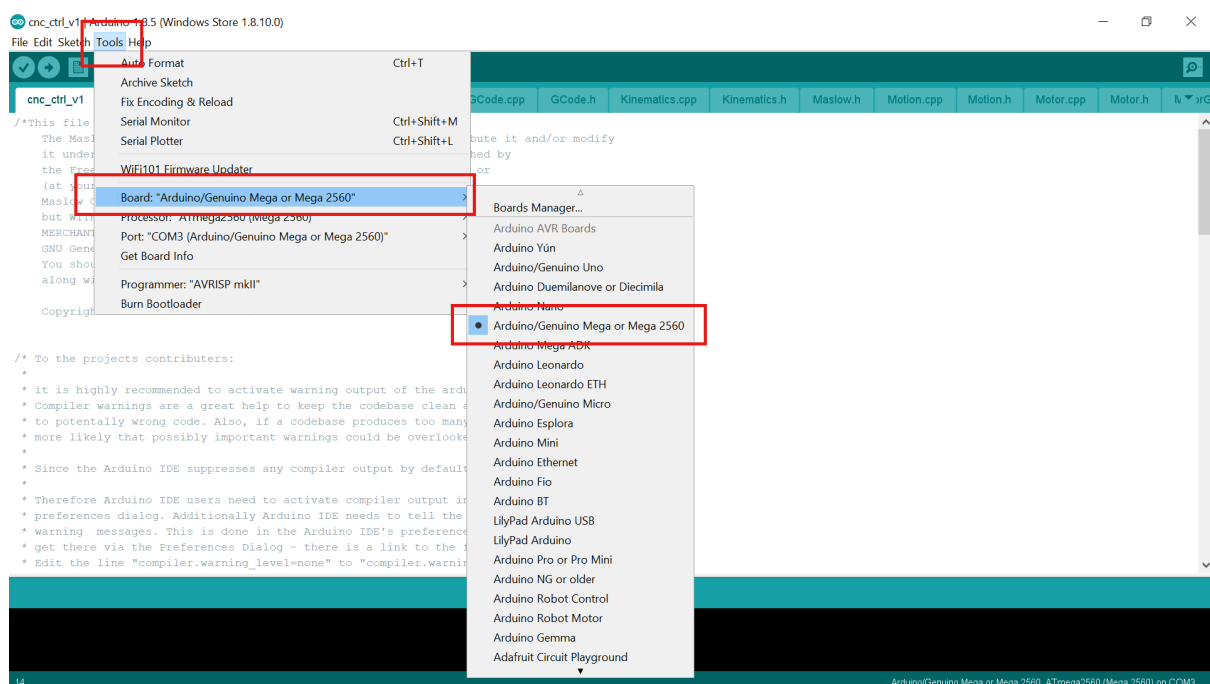 cnc_ctrl_v1 | Arduino 1.8.5 (Windows Store 1.8.10.0)
File Edit Sketch Tools Help
Auto Format Ctrl+T
Archive Sketch
Fix Encoding & Reload
Serial Monitor Ctrl+Shift+M
Serial Plotter Ctrl+Shift+L
WiFi101 Firmware Updater
Board: "Arduino/Genuino Mega or Mega 2560"
Processor: "ATmega2560 (Mega 2560)"
Port: "COM3 (Arduino/Genuino Mega or Mega 2560)"
Get Board Info
Programmer: "AVRISP mkII"
Burn Bootloader
Boards Manager...
Arduino AVR Boards
Arduino Yún
Arduino/Genuino Uno
Arduino Duemilanove or Diecimila
Arduino Nano
Arduino/Genuino Mega or Mega 2560
Arduino Mega ADK
Arduino Leonardo
Arduino Leonardo ETH
Arduino/Genuino Micro
Arduino Esplora
Arduino Mini
Arduino Ethernet
Arduino Fio
Arduino BT
LilyPad Arduino USB
LilyPad Arduino
Arduino Pro or Pro Mini
Arduino NG or older
Arduino Robot Control
Arduino Robot Motor
Arduino Gemma
Adafruit Circuit Playground
cnc_ctrl_v1 GCode.cpp GCode.h Kinematics.cpp Kinematics.h Maslow.h Motion.cpp Motion.h Motor.cpp Motor.h
/*This file
The Mas bute it and/or modify
it under hed by
the Free or
(at your
Maslow C
but WITH
MERCHANT
GNU Gene
You shou
along wi
Copyrigh
/* To the projects contributers:
*
* it is highly recommended to activate warning output of the ardu
* Compiler warnings are a great help to keep the codebase clean a
* to potentally wrong code. Also, if a codebase produces too many
* more likely that possibly important warnings could be overlooke
*
* Since the Arduino IDE suppresses any compiler output by default
*
* Therefore Arduino IDE users need to activate compiler output in
* preferences dialog. Additionally Arduino IDE needs to tell the
* warning messages. This is done in the Arduino IDE's preference
* get there via the Preferences Dialog - there is a link to the
* Edit the line "compiler.warning_level=none" to "compiler.warnin
14 Arduino/Genuino Mega or Mega 2560, ATmega2560 (Mega 2560) on COM3